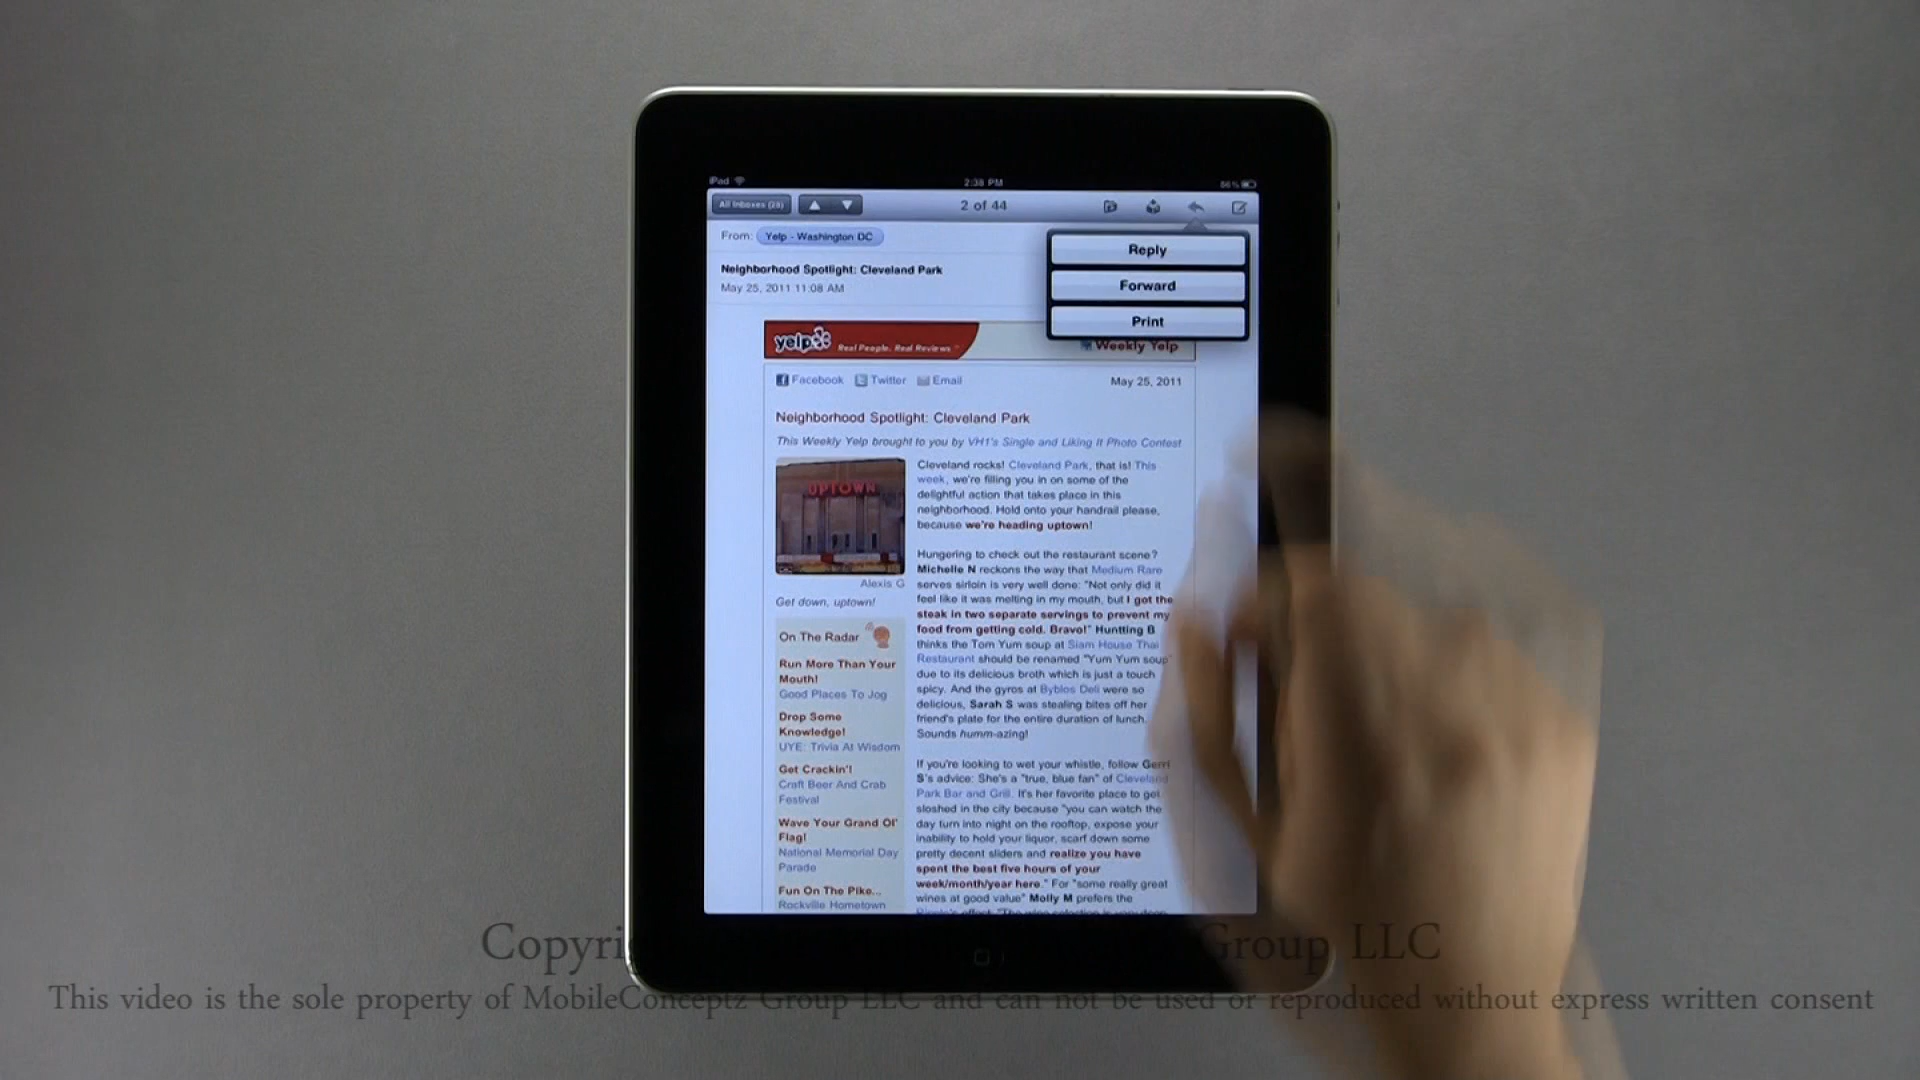 iPad 2:38 PM 56%
All Inboxes (28) 2 of 44
From: Yelp - Washington DC
Reply
Neighborhood Spotlight: Cleveland Park
Forward
May 25, 2011 11:08 AM
Print
yelp Real People. Real Reviews ™ Weekly Yelp
Facebook Twitter Email May 25, 2011
Neighborhood Spotlight: Cleveland Park
This Weekly Yelp brought to you by VH1's Single and Liking It Photo Contest
UPTOWN
Alexis G
Get down, uptown!
On The Radar
Run More Than Your
Mouth!
Good Places To Jog
Drop Some
Knowledge!
UYE: Trivia At Wisdom
Get Crackin'!
Craft Beer And Crab
Festival
Wave Your Grand Ol'
Flag!
National Memorial Day
Parade
Fun On The Pike...
Rockville Hometown
Cleveland rocks! Cleveland Park, that is! This
week, we're filling you in on some of the
delightful action that takes place in this
neighborhood. Hold onto your handrail please,
because we're heading uptown!
Hungering to check out the restaurant scene?
Michelle N reckons the way that Medium Rare
serves sirloin is very well done: "Not only did it
feel like it was melting in my mouth, but I got the
steak in two separate servings to prevent my
food from getting cold. Bravo!" Huntting B
thinks the Tom Yum soup at Siam House Thai
Restaurant should be renamed "Yum Yum soup"
due to its delicious broth which is just a touch
spicy. And the gyros at Byblos Deli were so
delicious, Sarah S was stealing bites off her
friend's plate for the entire duration of lunch.
Sounds humm-azing!
If you're looking to wet your whistle, follow Gerri
S's advice: She's a "true, blue fan" of Cleveland
Park Bar and Grill. It's her favorite place to get
sloshed in the city because "you can watch the
day turn into night on the rooftop, expose your
inability to hold your liquor, scarf down some
pretty decent sliders and realize you have
spent the best five hours of your
week/month/year here." For "some really great
wines at good value" Molly M prefers the
Group LLC
This video is the sole property of MobileConceptz Group LLC and can not be used or reproduced without express written consent